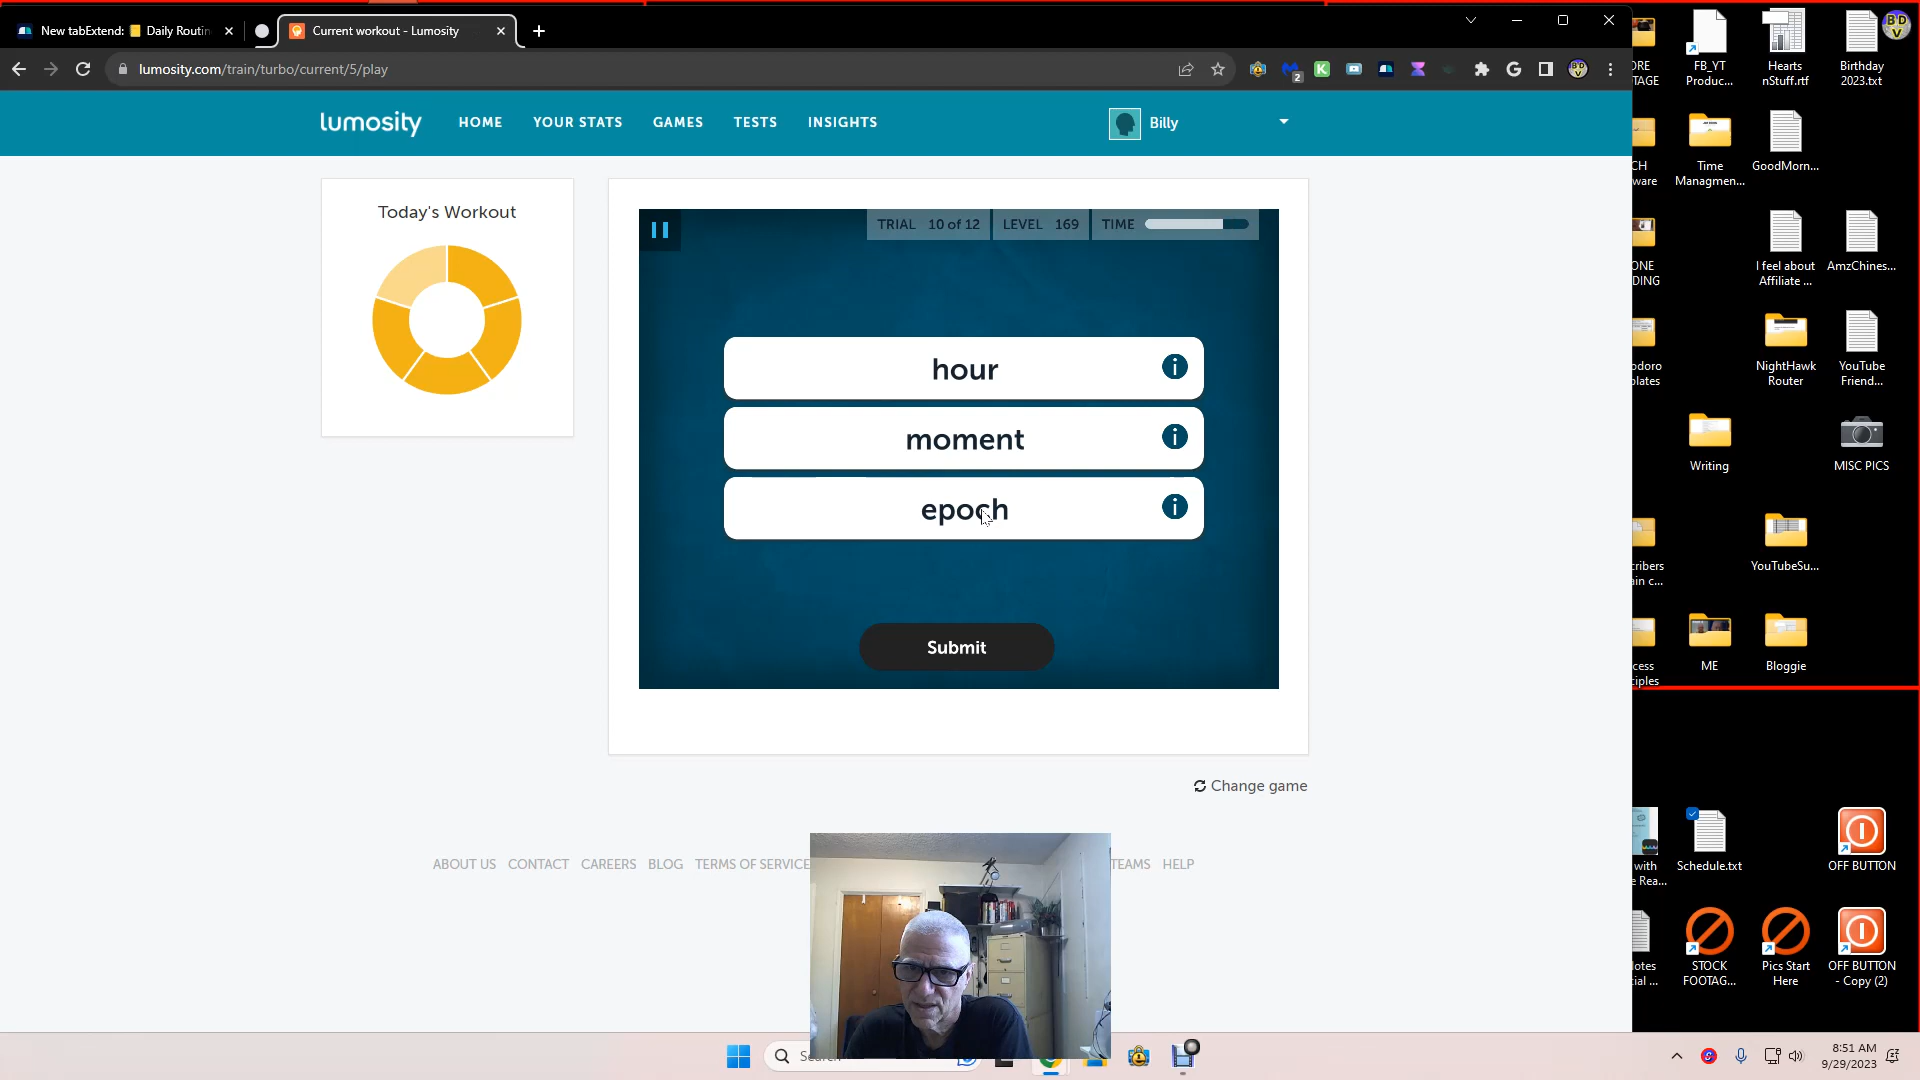 New tabExtend: Daily Routin
Current workout - Lumosity
lumosity.com/train/turbo/current/5/play
2
lumosity
HOME
YOUR STATS
GAMES
TESTS
INSIGHTS
Billy
Today's Workout
TRIAL 10 of 12
LEVEL 169
TIME
hour
moment
epoch
Submit
Change game
ABOUT US
CONTACT
CAREERS
BLOG
TERMS OF SERVICE
TEAMS
HELP
FB_YT
Produc...
Hearts
nStuff.rtf
Birthday
2023.txt
Time
Managmen...
GoodMorn...
I feel about
Affiliate ...
AmzChines...
NightHawk
Router
YouTube
Friend...
Writing
MISC PICS
YouTubeSu...
ME
Bloggie
Schedule.txt
OFF BUTTON
STOCK
FOOTAG...
Pics Start
Here
OFF BUTTON
- Copy (2)
8:51 AM
9/29/2023